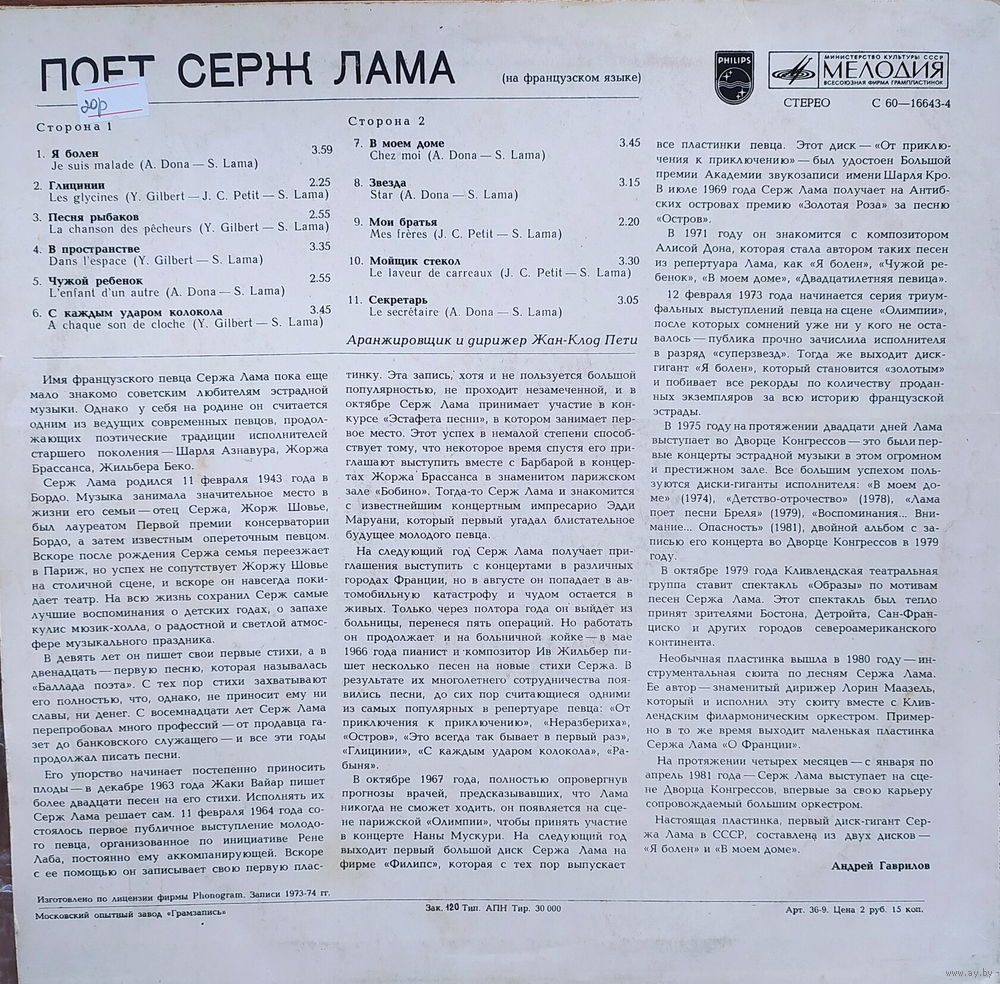 ПОЕТ СЕРЖ ЛАМА
(на французском языке)
PHILIPS
МИНИСТЕРСТВО КУЛЬТУРЫ СССР
МЕЛОДИЯ
ВСЕСОЮЗНАЯ ФИРМА ГРАМПЛАСТИНОК
СТЕРЕО С 60—16643-4
20р
Сторона 1
1. Я болен 3.59
Je suis malade (A. Dona — S. Lama)
2. Глицинии 2.25
Les glycines (Y. Gilbert — J. C. Petit — S. Lama)
3. Песня рыбаков 2.55
La chanson des pêcheurs (Y. Gilbert — S. Lama)
4. В пространстве 3.35
Dans l'espace (Y. Gilbert — S. Lama)
5. Чужой ребенок 2.55
L'enfant d'un autre (A. Dona — S. Lama)
6. С каждым ударом колокола 3.45
A chaque son de cloche (Y. Gilbert — S. Lama)
Сторона 2
7. В моем доме 3.45
Chez moi (A. Dona — S. Lama)
8. Звезда 3.15
Star (A. Dona — S. Lama)
9. Мои братья 2.20
Mes frères (J. C. Petit — S. Lama)
10. Мойщик стекол 3.30
Le laveur de carreaux (J. C. Petit — S. Lama)
11. Секретарь 3.05
Le secrétaire (A. Dona — S. Lama)
Аранжировщик и дирижер Жан-Клод Пети
Имя французского певца Сержа Лама пока еще
мало знакомо советским любителям эстрадной
музыки. Однако у себя на родине он считается
одним из ведущих современных певцов, продол-
жающих поэтические традиции исполнителей
старшего поколения — Шарля Азнавура, Жоржа
Брассанса, Жильбера Беко.
Серж Лама родился 11 февраля 1943 года в
Бордо. Музыка занимала значительное место в
жизни его семьи — отец Сержа, Жорж Шовье,
был лауреатом Первой премии консерватории
Бордо, а затем известным опереточным певцом.
Вскоре после рождения Сержа семья переезжает
в Париж, но успех не сопутствует Жоржу Шовье
на столичной сцене, и вскоре он навсегда поки-
дает театр. На всю жизнь сохранил Серж самые
лучшие воспоминания о детских годах, о запахе
кулис мюзик-холла, о радостной и светлой атмос-
фере музыкального праздника.
В девять лет он пишет свои первые стихи, а в
двенадцать — первую песню, которая называлась
«Баллада поэта». С тех пор стихи захватывают
его полностью, что, однако, не приносит ему ни
славы, ни денег. С восемнадцати лет Серж Лама
перепробовал много профессий — от продавца га-
зет до банковского служащего — и все эти годы
продолжал писать песни.
Его упорство начинает постепенно приносить
плоды — в декабре 1963 года Жаки Вайар пишет
более двадцати песен на его стихи. Исполнять их
Серж Лама решает сам. 11 февраля 1964 года со-
стоялось первое публичное выступление молодо-
го певца, организованное по инициативе Рене
Лаба, постоянно ему аккомпанирующей. Вскоре
с ее помощью он записывает свою первую плас-
тинку. Эта запись, хотя и не пользуется большой
популярностью, не проходит незамеченной, и в
октябре Серж Лама принимает участие в кон-
курсе «Эстафета песни», в котором занимает пер-
вое место. Этот успех в немалой степени способ-
ствует тому, что некоторое время спустя его при-
глашают выступить вместе с Барбарой в концер-
тах Жоржа Брассанса в знаменитом парижском
зале «Бобино». Тогда-то Серж Лама и знакомится
с известнейшим концертным импресарио Эдди
Маруани, который первый угадал блистательное
будущее молодого певца.
На следующий год Серж Лама получает при-
глашения выступить с концертами в различных
городах Франции, но в августе он попадает в ав-
томобильную катастрофу и чудом остается в
живых. Только через полтора года он выйдет из
больницы, перенеся пять операций. Но работать
он продолжает и на больничной койке — в мае
1966 года пианист и композитор Ив Жильбер пи-
шет несколько песен на новые стихи Сержа. В
результате их многолетнего сотрудничества поя-
вились песни, до сих пор считающиеся одними
из самых популярных в репертуаре певца: «От
приключения к приключению», «Неразбериха»,
«Остров», «Это всегда так бывает в первый раз»,
«Глицинии», «С каждым ударом колокола», «Ра-
быня».
В октябре 1967 года, полностью опровергнув
прогнозы врачей, предсказывавших, что Лама
никогда не сможет ходить, он появляется на сце-
не парижской «Олимпии», чтобы принять участие
в концерте Наны Мускури. На следующий год
выходит первый большой диск Сержа Лама на
фирме «Филипс», которая с тех пор выпускает
все пластинки певца. Этот диск — «От приклю-
чения к приключению» — был удостоен Большой
премии Академии звукозаписи имени Шарля Кро.
В июле 1969 года Серж Лама получает на Антиб-
ских островах премию «Золотая Роза» за песню
«Остров».
В 1971 году он знакомится с композитором
Алисой Дона, которая стала автором таких песен
из репертуара Лама, как «Я болен», «Чужой ре-
бенок», «В моем доме», «Двадцатилетняя певица».
12 февраля 1973 года начинается серия триум-
фальных выступлений певца на сцене «Олимпии»,
после которых сомнений уже ни у кого не оста-
валось — публика прочно зачислила исполнителя
в разряд «суперзвезд». Тогда же выходит диск-
гигант «Я болен», который становится «золотым»
и побивает все рекорды по количеству продан-
ных экземпляров за всю историю французской
эстрады.
В 1975 году на протяжении двадцати дней Лама
выступает во Дворце Конгрессов — это были пер-
вые концерты эстрадной музыки в этом огромном
и престижном зале. Все большим успехом поль-
зуются диски-гиганты исполнителя: «В моем до-
ме» (1974), «Детство-отрочество» (1978), «Лама
поет песни Бреля» (1979), «Воспоминания... Вни-
мание... Опасность» (1981), двойной альбом с за-
писью его концерта во Дворце Конгрессов в 1979
году.
В октябре 1979 года Кливлендская театральная
группа ставит спектакль «Образы» по мотивам
песен Сержа Лама. Этот спектакль был тепло
принят зрителями Бостона, Детройта, Сан-Фран-
циско и других городов североамериканского
континента.
Необычная пластинка вышла в 1980 году — ин-
струментальная сюита по песням Сержа Лама.
Ее автор — знаменитый дирижер Лорин Маазель,
который и исполнил эту сюиту вместе с Клив-
лендским филармоническим оркестром. Пример-
но в то же время выходит маленькая пластинка
Сержа Лама «О Франции».
На протяжении четырех месяцев — с января по
апрель 1981 года — Серж Лама выступает на сце-
не Дворца Конгрессов, впервые за свою карьеру
сопровождаемый большим оркестром.
Настоящая пластинка, первый диск-гигант Сер-
жа Лама в СССР, составлена из двух дисков —
«Я болен» и «В моем доме».
Андрей Гаврилов
Изготовлено по лицензии фирмы Phonogram. Записи 1973-74 гг.
Московский опытный завод «Грамзапись» Зак. 120 Тип. АПН Тир. 30 000 Арт. 36-9. Цена 2 руб. 15 коп.
www.ay.by